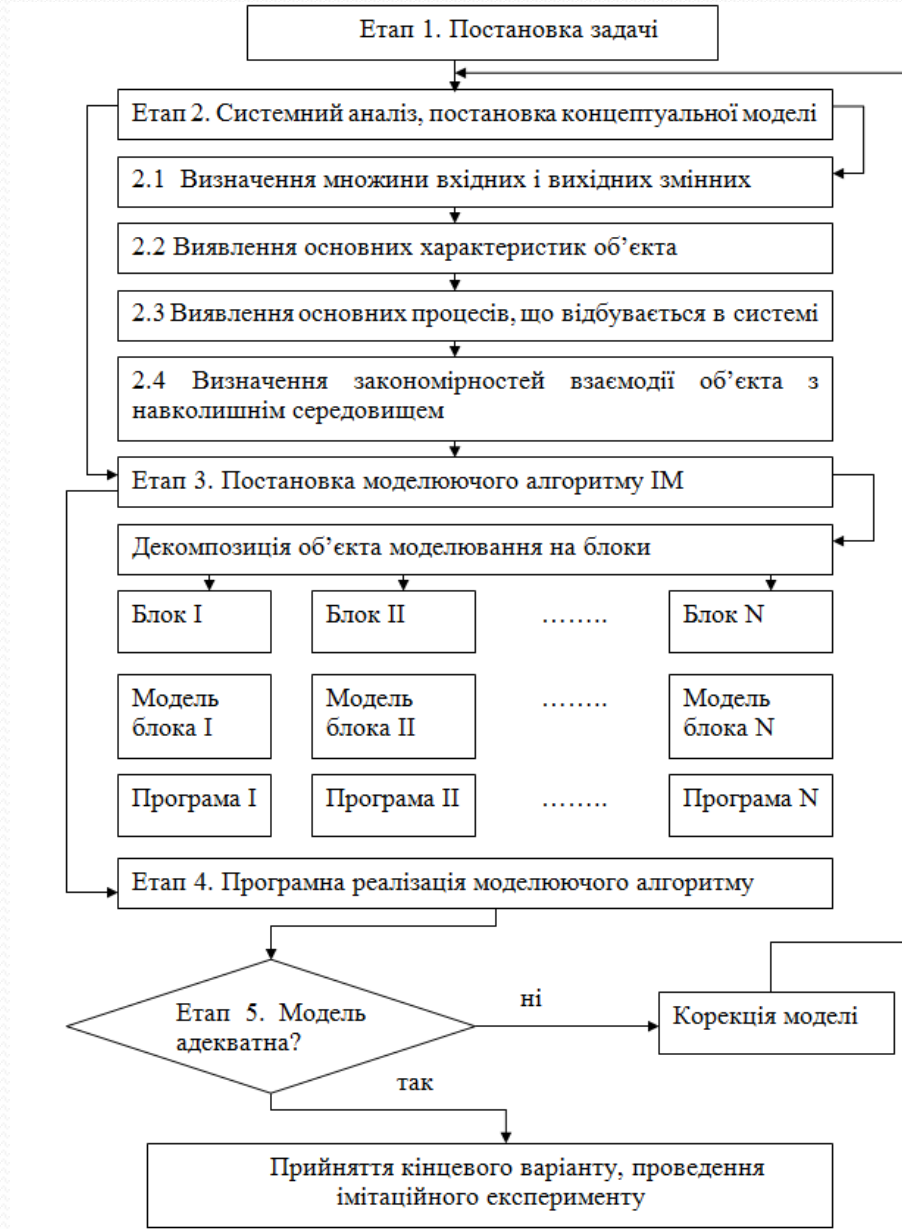 Етап 1. Постановка задачі
Етап 2. Системний аналіз, постановка концептуальної моделі
2.1 Визначення множини вхідних і вихідних змінних
2.2 Виявлення основних характеристик об’єкта
2.3 Виявлення основних процесів, що відбувається в системі
2.4 Визначення закономірностей взаємодії об’єкта з
навколишнім середовищем
Етап 3. Постановка моделюючого алгоритму ІМ
Декомпозиція об’єкта моделювання на блоки
Блок I
Блок II
……..
Блок N
Модель
блока I
Модель
блока II
……..
Модель
блока N
Програма I
Програма II
……..
Програма N
Етап 4. Програмна реалізація моделюючого алгоритму
Етап 5. Модель
адекватна?
ні
Корекція моделі
так
Прийняття кінцевого варіанту, проведення
імітаційного експерименту